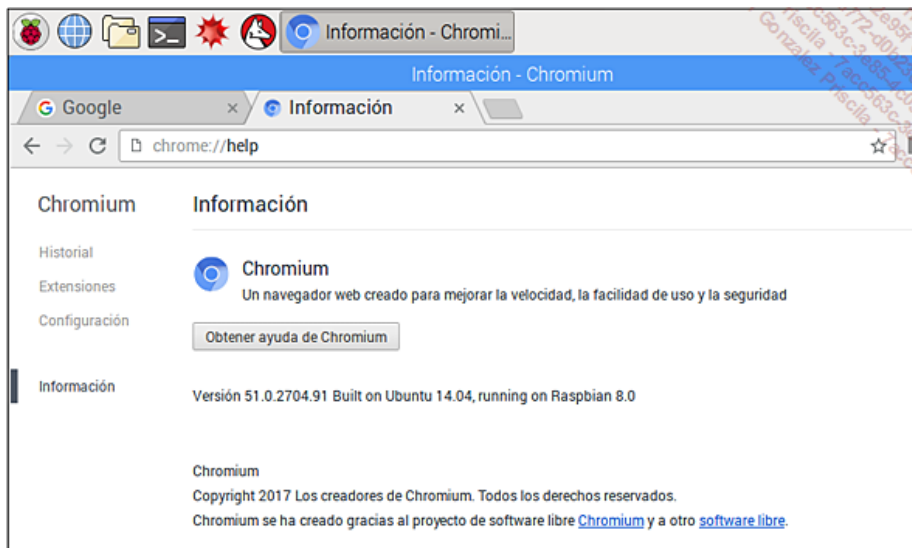 Información - Chromi...
Información - Chromium
Google
Información
chrome://help
Chromium
Información
Historial
Extensiones
Configuración
Información
Chromium
Un navegador web creado para mejorar la velocidad, la facilidad de uso y la seguridad
Obtener ayuda de Chromium
Versión 51.0.2704.91 Built on Ubuntu 14.04, running on Raspbian 8.0
Chromium
Copyright 2017 Los creadores de Chromium. Todos los derechos reservados.
Chromium se ha creado gracias al proyecto de software libre Chromium y a otro software libre.